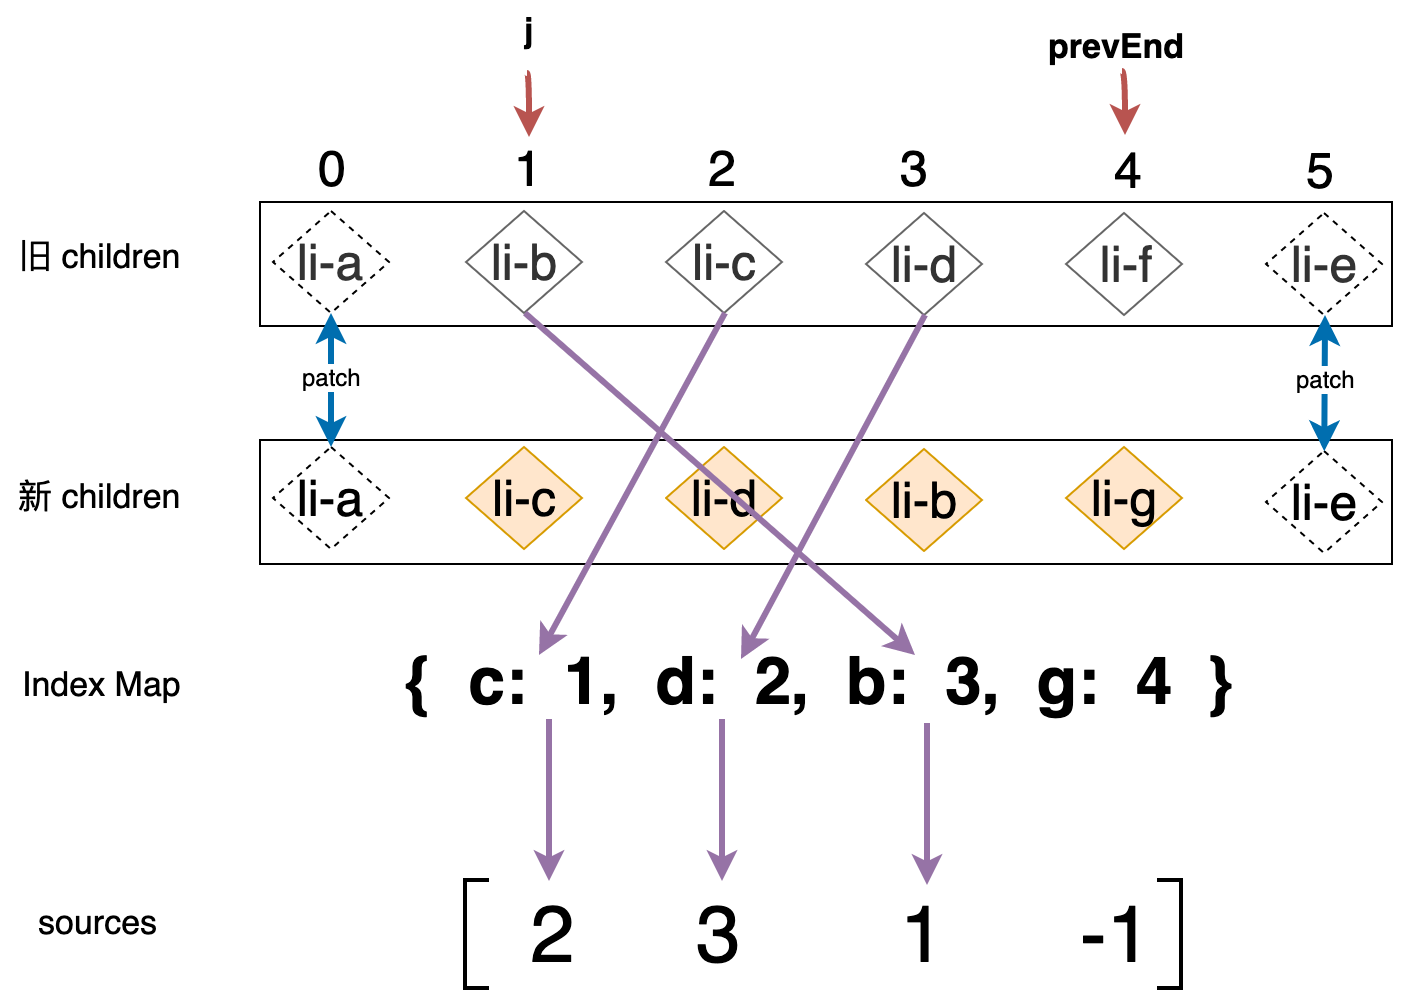 j
prevEnd
0 1 2 3 4 5
旧 children li-a li-b li-c li-d li-f li-e
patch patch
新 children li-a li-c li-d li-b li-g li-e
Index Map { c: 1, d: 2, b: 3, g: 4 }
sources [ 2 3 1 -1 ]